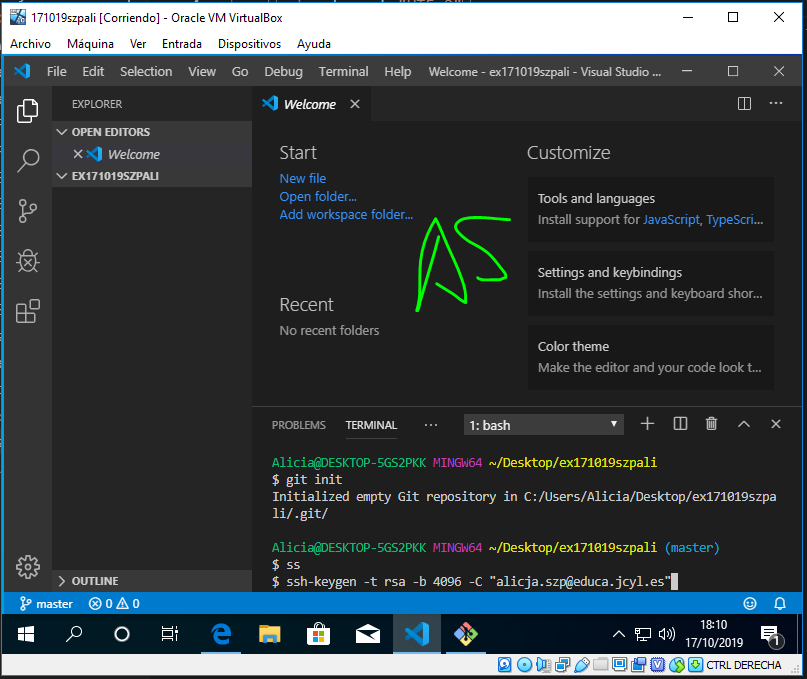 171019szpali [Corriendo] - Oracle VM VirtualBox
Archivo Máquina Ver Entrada Dispositivos Ayuda
File Edit Selection View Go Debug Terminal Help Welcome - ex171019szpali - Visual Studio ...
EXPLORER
OPEN EDITORS
Welcome
EX171019SZPALI
OUTLINE
Welcome
Start
New file
Open folder...
Add workspace folder...
Recent
No recent folders
AS
Customize
Tools and languages
Install support for JavaScript, TypeScri...
Settings and keybindings
Install the settings and keyboard shor...
Color theme
Make the editor and your code look t...
PROBLEMS TERMINAL ... 1: bash
Alicia@DESKTOP-5GS2PKK MINGW64 ~/Desktop/ex171019szpali
$ git init
Initialized empty Git repository in C:/Users/Alicia/Desktop/ex171019szpa
li/.git/
Alicia@DESKTOP-5GS2PKK MINGW64 ~/Desktop/ex171019szpali (master)
$ ss
$ ssh-keygen -t rsa -b 4096 -C "alicja.szp@educa.jcyl.es"
master 0 0
18:10
17/10/2019
1
CTRL DERECHA